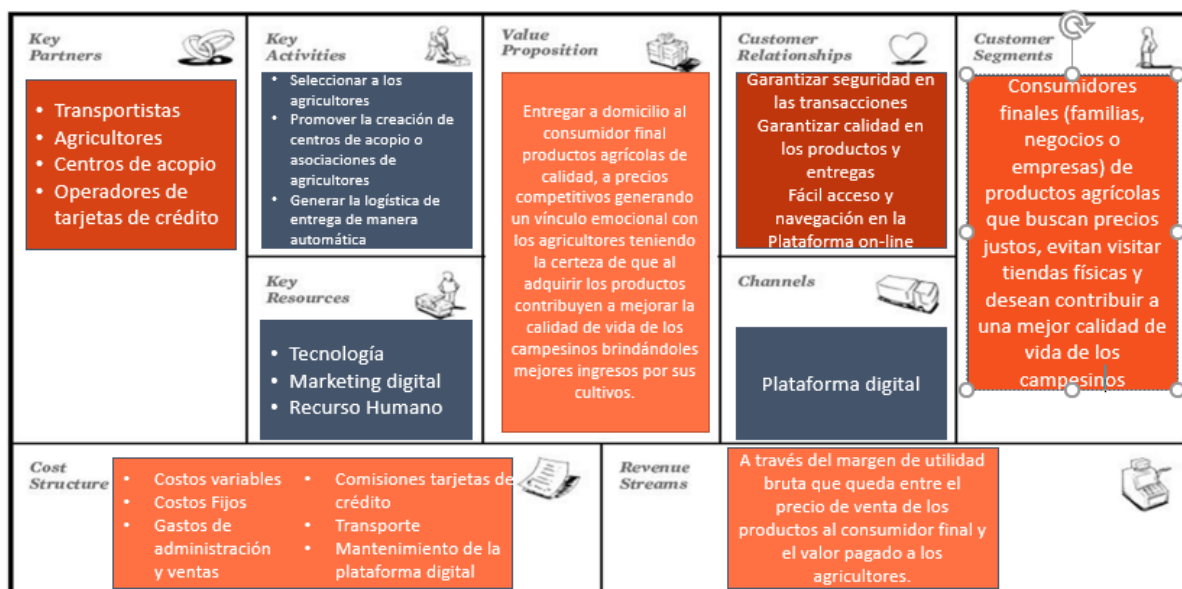 Key
Partners
• Transportistas
• Agricultores
• Centros de acopio
• Operadores de
tarjetas de crédito
Key
Activities
• Seleccionar a los
agricultores
• Promover la creación de
centros de acopio o
asociaciones de
agricultores
• Generar la logística de
entrega de manera
automática
Key
Resources
• Tecnología
• Marketing digital
• Recurso Humano
Value
Proposition
Entregar a domicilio al
consumidor final
productos agrícolas de
calidad, a precios
competitivos generando
un vínculo emocional con
los agricultores teniendo
la certeza de que al
adquirir los productos
contribuyen a mejorar la
calidad de vida de los
campesinos brindándoles
mejores ingresos por sus
cultivos.
Customer
Relationships
Garantizar seguridad en
las transacciones
Garantizar calidad en
los productos y
entregas
Fácil acceso y
navegación en la
Plataforma on-line
Channels
Plataforma digital
Customer
Segments
Consumidores
finales (familias,
negocios o
empresas) de
productos agrícolas
que buscan precios
justos, evitan visitar
tiendas físicas y
desean contribuir a
una mejor calidad de
vida de los
campesinos
Cost
Structure
• Costos variables
• Costos Fijos
• Gastos de
administración
y ventas
• Comisiones tarjetas de
crédito
• Transporte
• Mantenimiento de la
plataforma digital
Revenue
Streams
A través del margen de utilidad
bruta que queda entre el
precio de venta de los
productos al consumidor final y
el valor pagado a los
agricultores.